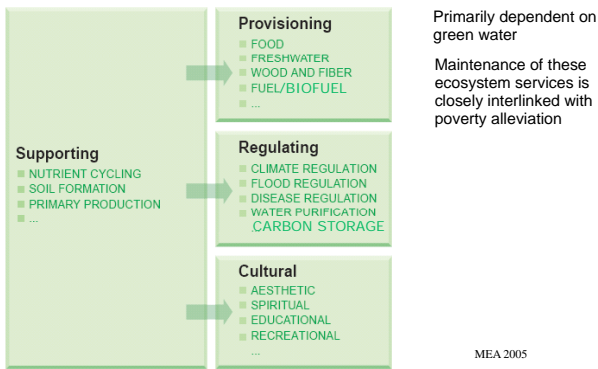 Supporting
NUTRIENT CYCLING
SOIL FORMATION
PRIMARY PRODUCTION
...
Provisioning
FOOD
FRESHWATER
WOOD AND FIBER
FUEL/BIOFUEL
...
Regulating
CLIMATE REGULATION
FLOOD REGULATION
DISEASE REGULATION
WATER PURIFICATION
CARBON STORAGE
Cultural
AESTHETIC
SPIRITUAL
EDUCATIONAL
RECREATIONAL
...
Primarily dependent on
green water
Maintenance of these
ecosystem services is
closely interlinked with
poverty alleviation
MEA 2005